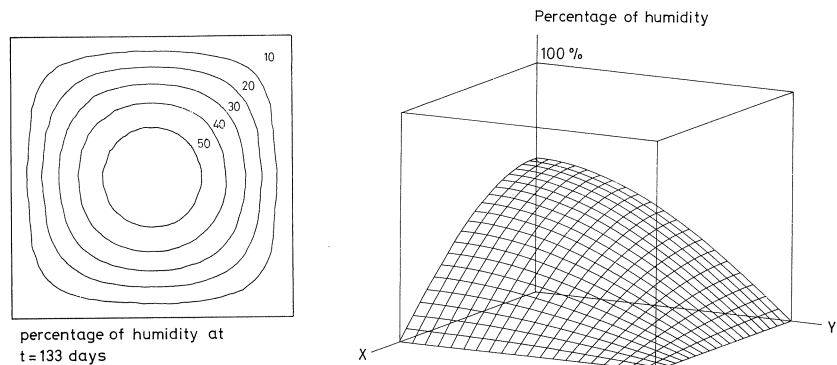 10
20
30
40
50
percentage of humidity at
t=133 days
Percentage of humidity
100 %
X
Y